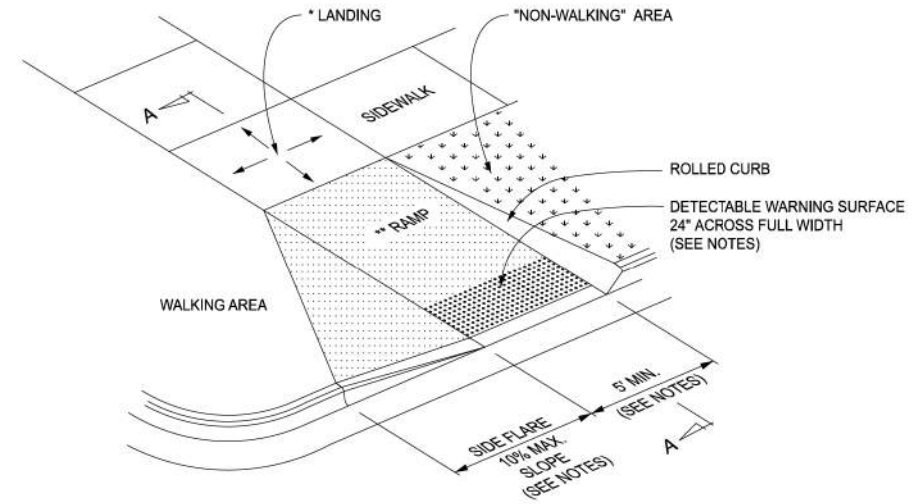 * LANDING
"NON-WALKING" AREA
A
SIDEWALK
ROLLED CURB
DETECTABLE WARNING SURFACE
24" ACROSS FULL WIDTH
(SEE NOTES)
** RAMP
WALKING AREA
5' MIN.
(SEE NOTES)
SIDE FLARE
10% MAX.
SLOPE
(SEE NOTES)
A